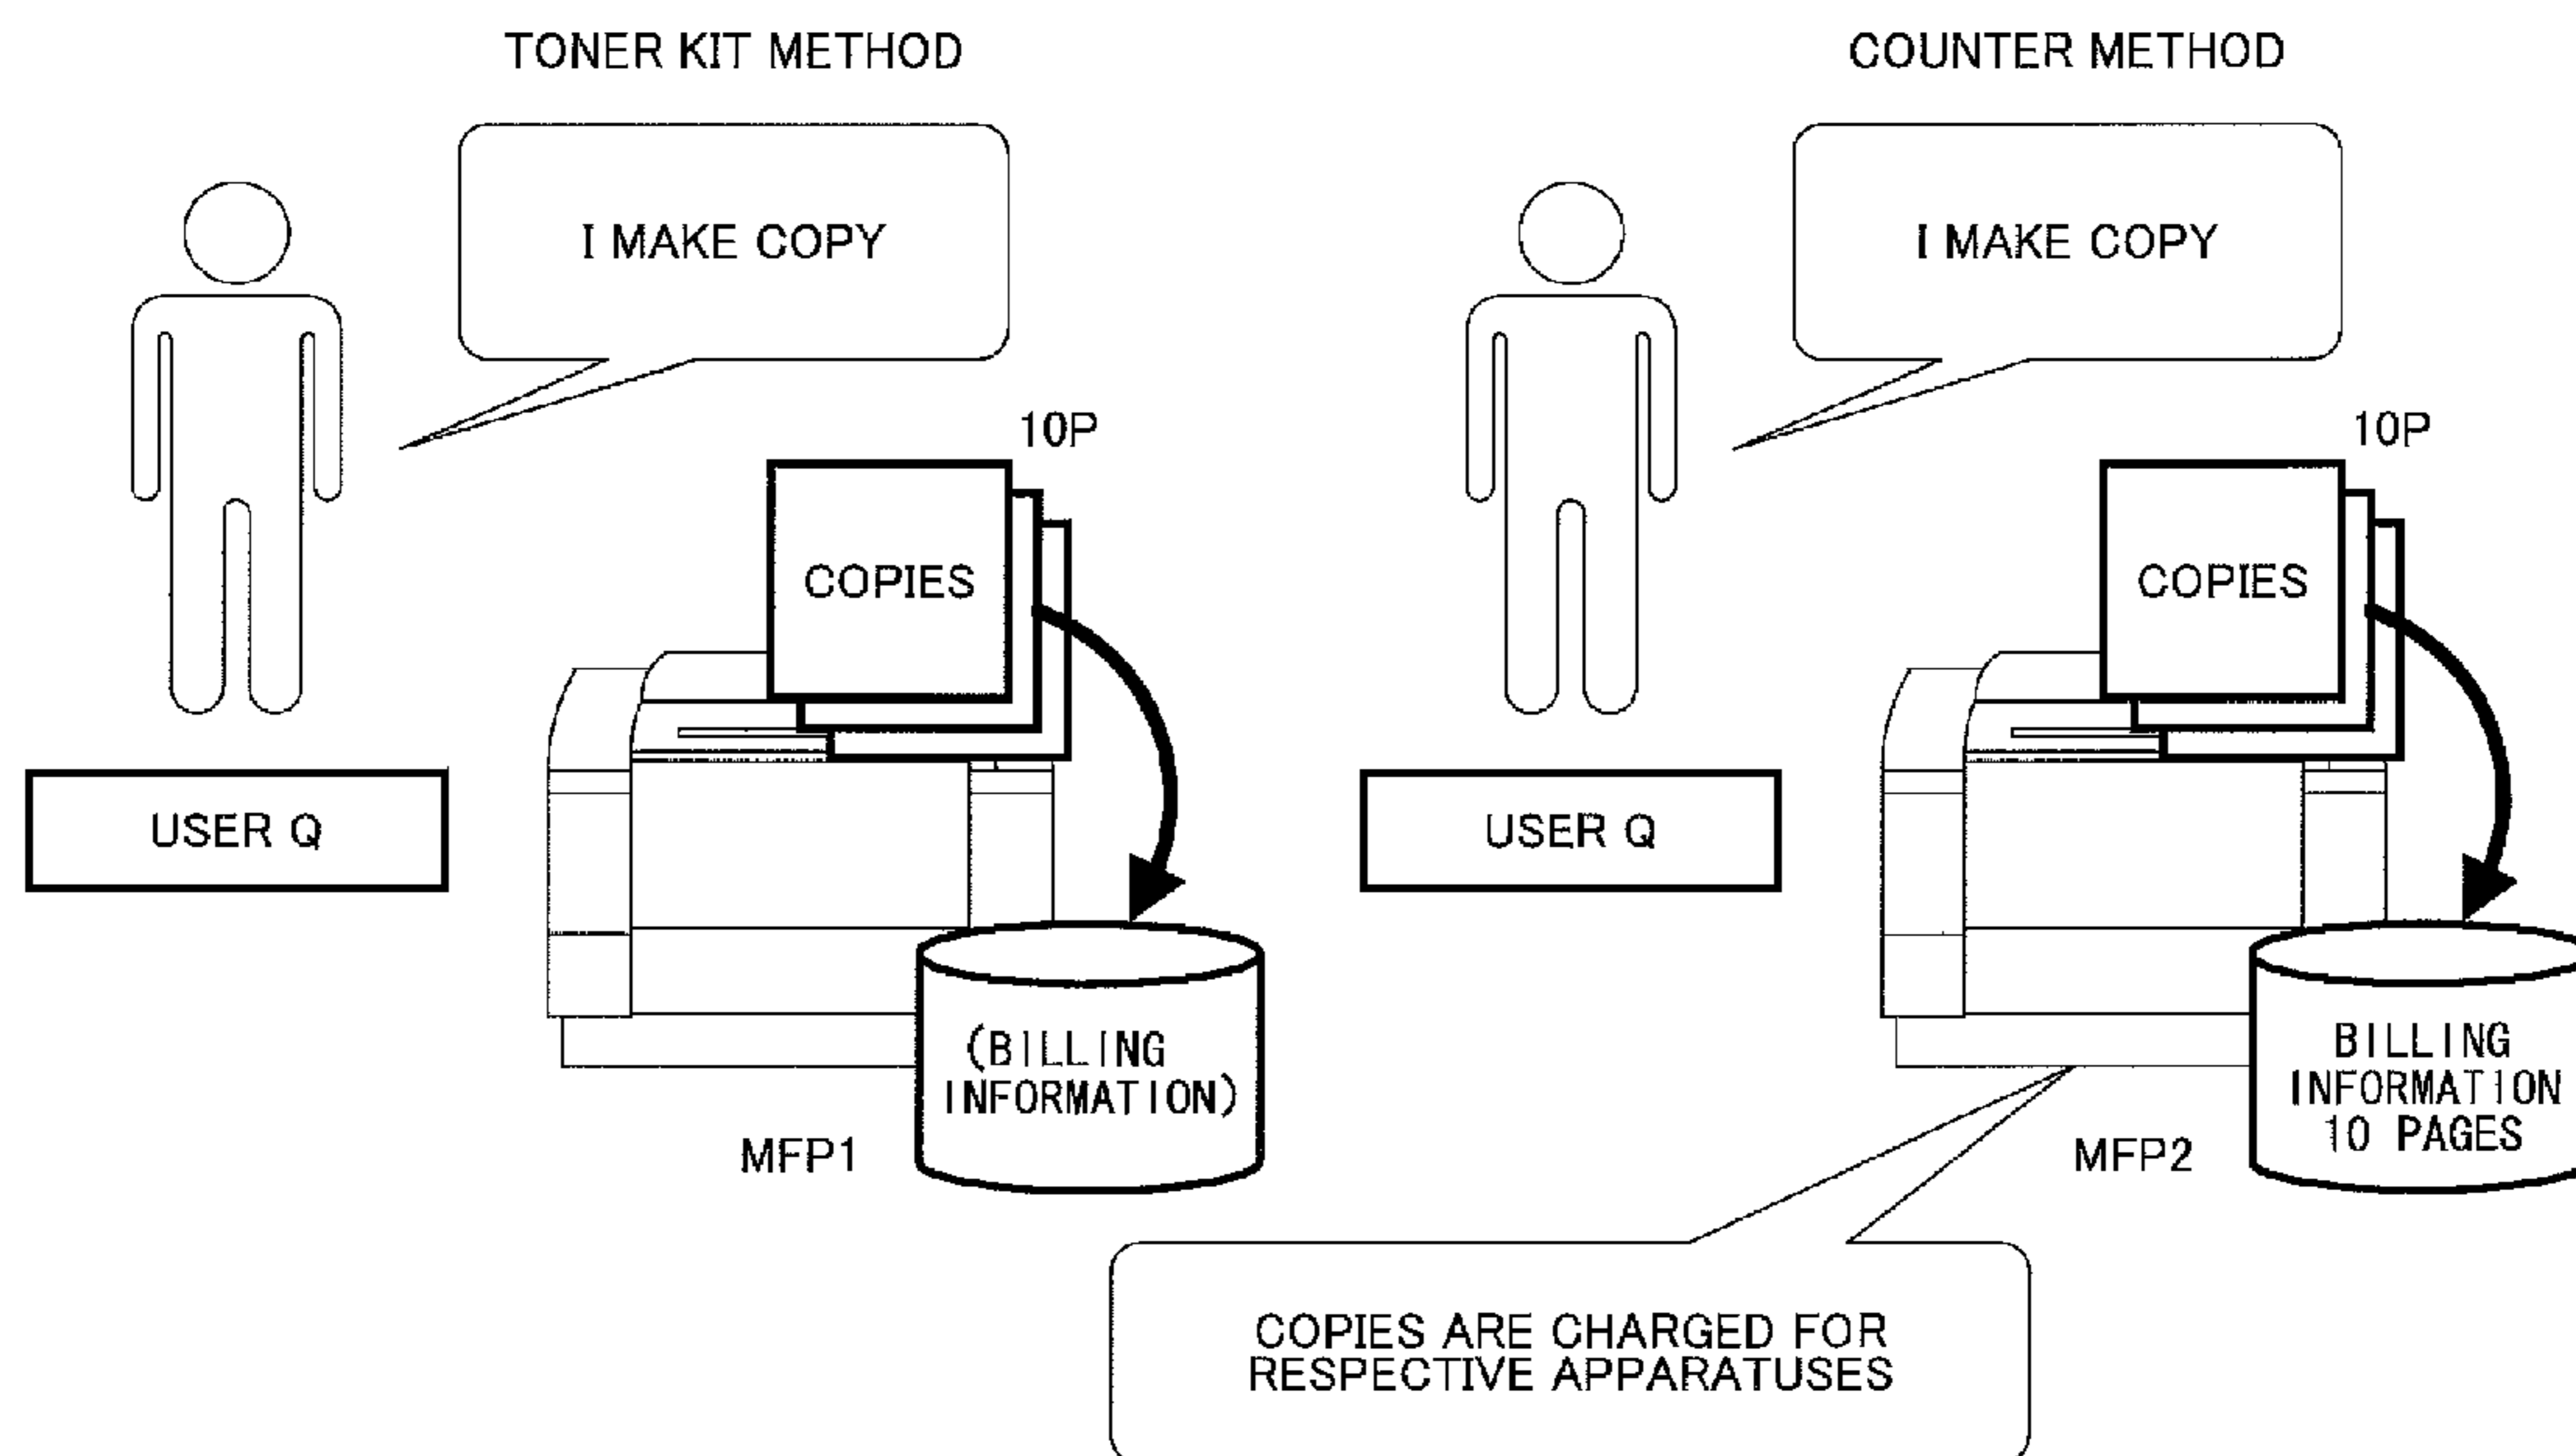 TONER KIT METHOD
I MAKE COPY
10P
COPIES
USER Q
(BILLING
INFORMATION)
MFP1
COUNTER METHOD
I MAKE COPY
10P
COPIES
USER Q
BILLING
INFORMATION
10 PAGES
MFP2
COPIES ARE CHARGED FOR
RESPECTIVE APPARATUSES